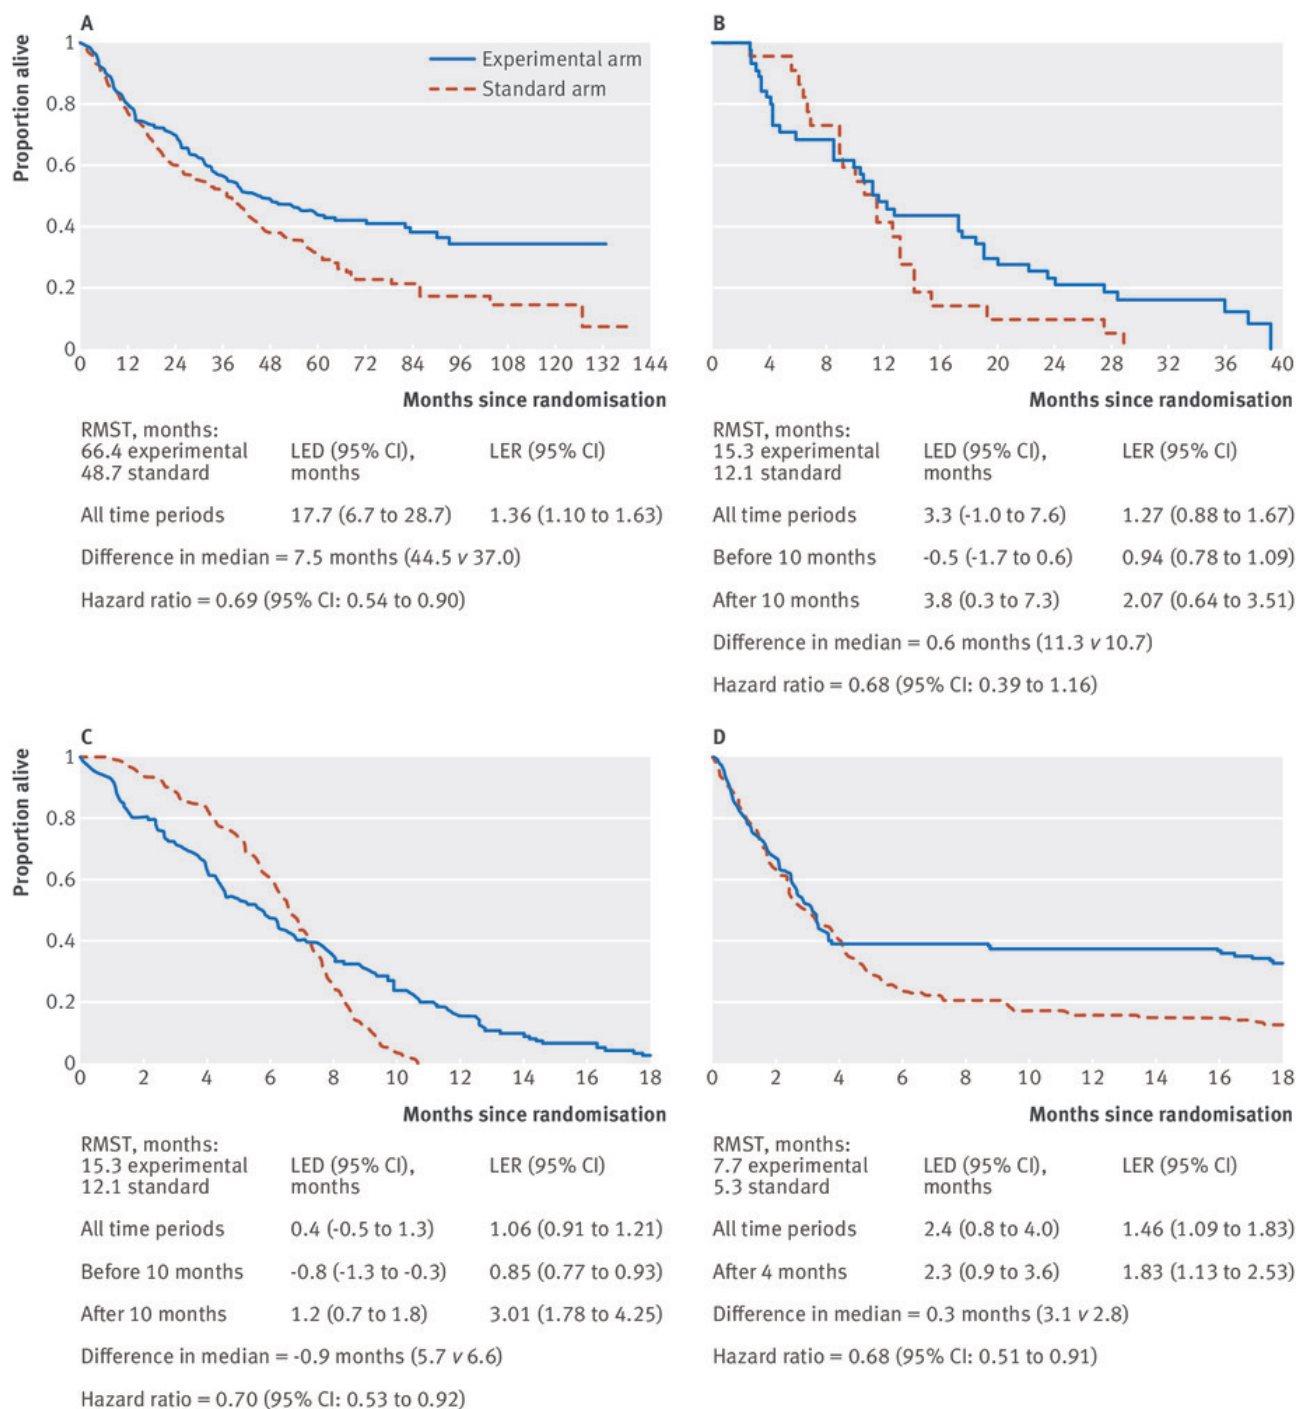 A
Proportion alive
1
0.8
0.6
0.4
0.2
0
Experimental arm
Standard arm
0 12 24 36 48 60 72 84 96 108 120 132 144
Months since randomisation
RMST, months:
66.4 experimental LED (95% CI), LER (95% CI)
48.7 standard months
All time periods 17.7 (6.7 to 28.7) 1.36 (1.10 to 1.63)
Difference in median = 7.5 months (44.5 v 37.0)
Hazard ratio = 0.69 (95% CI: 0.54 to 0.90)
B
0 4 8 12 16 20 24 28 32 36 40
Months since randomisation
RMST, months:
15.3 experimental LED (95% CI), LER (95% CI)
12.1 standard months
All time periods 3.3 (-1.0 to 7.6) 1.27 (0.88 to 1.67)
Before 10 months -0.5 (-1.7 to 0.6) 0.94 (0.78 to 1.09)
After 10 months 3.8 (0.3 to 7.3) 2.07 (0.64 to 3.51)
Difference in median = 0.6 months (11.3 v 10.7)
Hazard ratio = 0.68 (95% CI: 0.39 to 1.16)
C
Proportion alive
1
0.8
0.6
0.4
0.2
0
0 2 4 6 8 10 12 14 16 18
Months since randomisation
RMST, months:
15.3 experimental LED (95% CI), LER (95% CI)
12.1 standard months
All time periods 0.4 (-0.5 to 1.3) 1.06 (0.91 to 1.21)
Before 10 months -0.8 (-1.3 to -0.3) 0.85 (0.77 to 0.93)
After 10 months 1.2 (0.7 to 1.8) 3.01 (1.78 to 4.25)
Difference in median = -0.9 months (5.7 v 6.6)
Hazard ratio = 0.70 (95% CI: 0.53 to 0.92)
D
0 2 4 6 8 10 12 14 16 18
Months since randomisation
RMST, months:
7.7 experimental LED (95% CI), LER (95% CI)
5.3 standard months
All time periods 2.4 (0.8 to 4.0) 1.46 (1.09 to 1.83)
After 4 months 2.3 (0.9 to 3.6) 1.83 (1.13 to 2.53)
Difference in median = 0.3 months (3.1 v 2.8)
Hazard ratio = 0.68 (95% CI: 0.51 to 0.91)